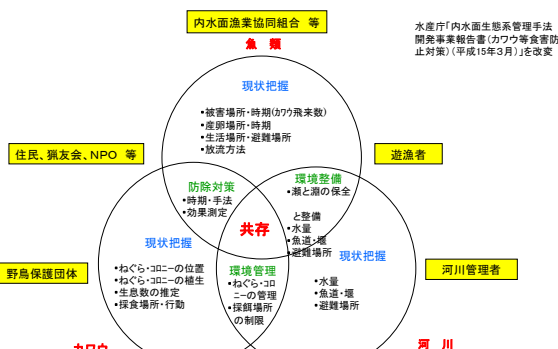 内水面漁業協同組合 等
水産庁「内水面生態系管理手法
開発事業報告書(カワウ等食害防
止対策)(平成15年3月)」を改変
魚 類
現状把握
▪被害場所・時期(カワウ飛来数)
▪産卵場所・時期
▪生活場所・避難場所
▪放流方法
住民、猟友会、NPO 等
遊漁者
防除対策
▪時期・手法
▪効果測定
環境整備
▪瀬と淵の保全
と整備
▪水量
▪魚道・堰
▪避難場所
共存
現状把握
▪ねぐら・コロニーの位置
▪ねぐら・コロニーの植生
▪生息数の推定
▪採食場所・行動
環境管理
▪ねぐら・コロ
ニーの管理
▪採餌場所
の制限
現状把握
▪水量
▪魚道・堰
▪避難場所
野鳥保護団体
河川管理者
カワウ
河 川